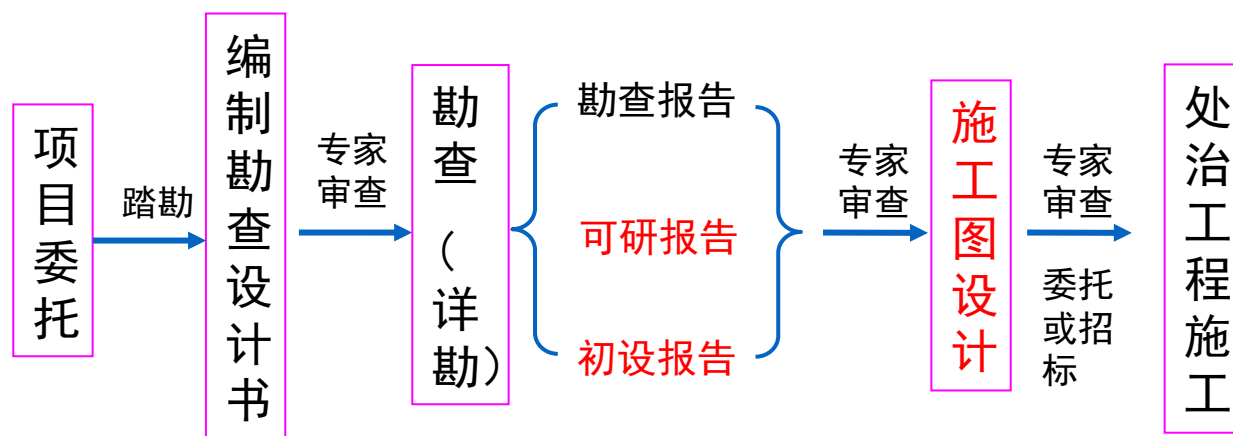 项目委托
踏勘
编制勘查设计书
专家
审查
勘查（详勘）
勘查报告
可研报告
初设报告
专家
审查
施工图设计
专家
审查
委托
或招
标
处治工程施工